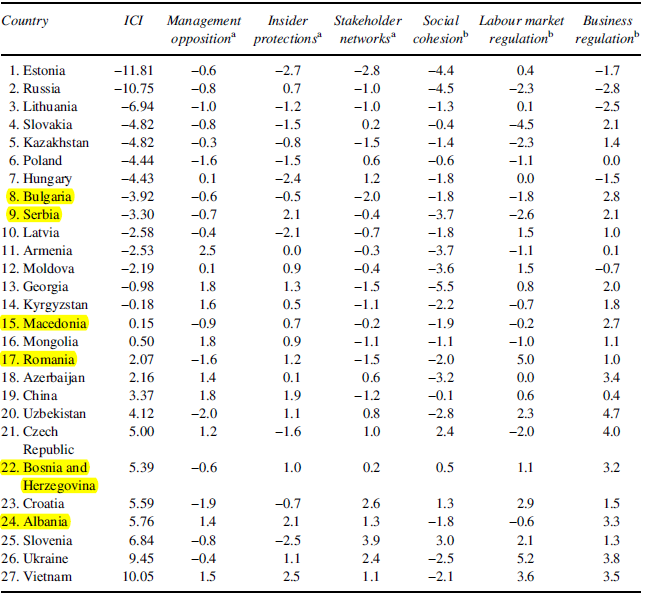 Country ICI Management opposition^a Insider protections^a Stakeholder networks^a Social cohesion^b Labour market regulation^b Business regulation^b
1. Estonia −11.81 −0.6 −2.7 −2.8 −4.4 0.4 −1.7
2. Russia −10.75 −0.8 0.7 −1.0 −4.5 −2.3 −2.8
3. Lithuania −6.94 −1.0 −1.2 −1.0 −1.3 0.1 −2.5
4. Slovakia −4.82 −0.8 −1.5 0.2 −0.4 −4.5 2.1
5. Kazakhstan −4.82 −0.3 −0.8 −1.5 −1.4 −2.3 1.4
6. Poland −4.44 −1.6 −1.5 0.6 −0.6 −1.1 0.0
7. Hungary −4.43 0.1 −2.4 1.2 −1.8 0.0 −1.5
8. Bulgaria −3.92 −0.6 −0.5 −2.0 −1.8 −1.8 2.8
9. Serbia −3.30 −0.7 2.1 −0.4 −3.7 −2.6 2.1
10. Latvia −2.58 −0.4 −2.1 −0.7 −1.8 1.5 1.0
11. Armenia −2.53 2.5 0.0 −0.3 −3.7 −1.1 0.1
12. Moldova −2.19 0.1 0.9 −0.4 −3.6 1.5 −0.7
13. Georgia −0.98 1.8 1.3 −1.5 −5.5 0.8 2.0
14. Kyrgyzstan −0.18 1.6 0.5 −1.1 −2.2 −0.7 1.8
15. Macedonia 0.15 −0.9 0.7 −0.2 −1.9 −0.2 2.7
16. Mongolia 0.50 1.8 0.9 −1.1 −1.1 −1.0 1.1
17. Romania 2.07 −1.6 1.2 −1.5 −2.0 5.0 1.0
18. Azerbaijan 2.16 1.4 0.1 0.6 −3.2 0.0 3.4
19. China 3.37 1.8 1.9 −1.2 −0.1 0.6 0.4
20. Uzbekistan 4.12 −2.0 1.1 0.8 −2.8 2.3 4.7
21. Czech 5.00 1.2 −1.6 1.0 2.4 −2.0 4.0
Republic
22. Bosnia and 5.39 −0.6 1.0 0.2 0.5 1.1 3.2
Herzegovina
23. Croatia 5.59 −1.9 −0.7 2.6 1.3 2.9 1.5
24. Albania 5.76 1.4 2.1 1.3 −1.8 −0.6 3.3
25. Slovenia 6.84 −0.8 −2.5 3.9 3.0 2.1 1.3
26. Ukraine 9.45 −0.4 1.1 2.4 −2.5 5.2 3.8
27. Vietnam 10.05 1.5 2.5 1.1 −2.1 3.6 3.5